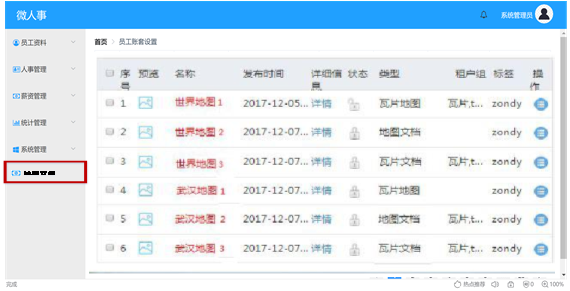 微人事
系统管理员
员工资料
首页 员工账套设置
人事管理
薪资管理
统计管理
系统管理
序号 预览 名称 发布时间 详细信息 状态 类型 租户组 标签 操作
1 世界地图 1 2017-12-05... 详情 瓦片地图 瓦片,t... zondy
2 世界地图 2 2017-12-07... 详情 地图文档 zondy
3 世界地图 3 2017-12-07... 详情 瓦片文档 瓦片,t... zondy
4 武汉地图 1 2017-12-07... 详情 瓦片地图 zondy
5 武汉地图 2 2017-12-07... 详情 地图文档 瓦片,t... zondy
6 武汉地图 3 2017-12-07... 详情 瓦片文档 瓦片,t... zondy
完成
热点推荐 0 100%